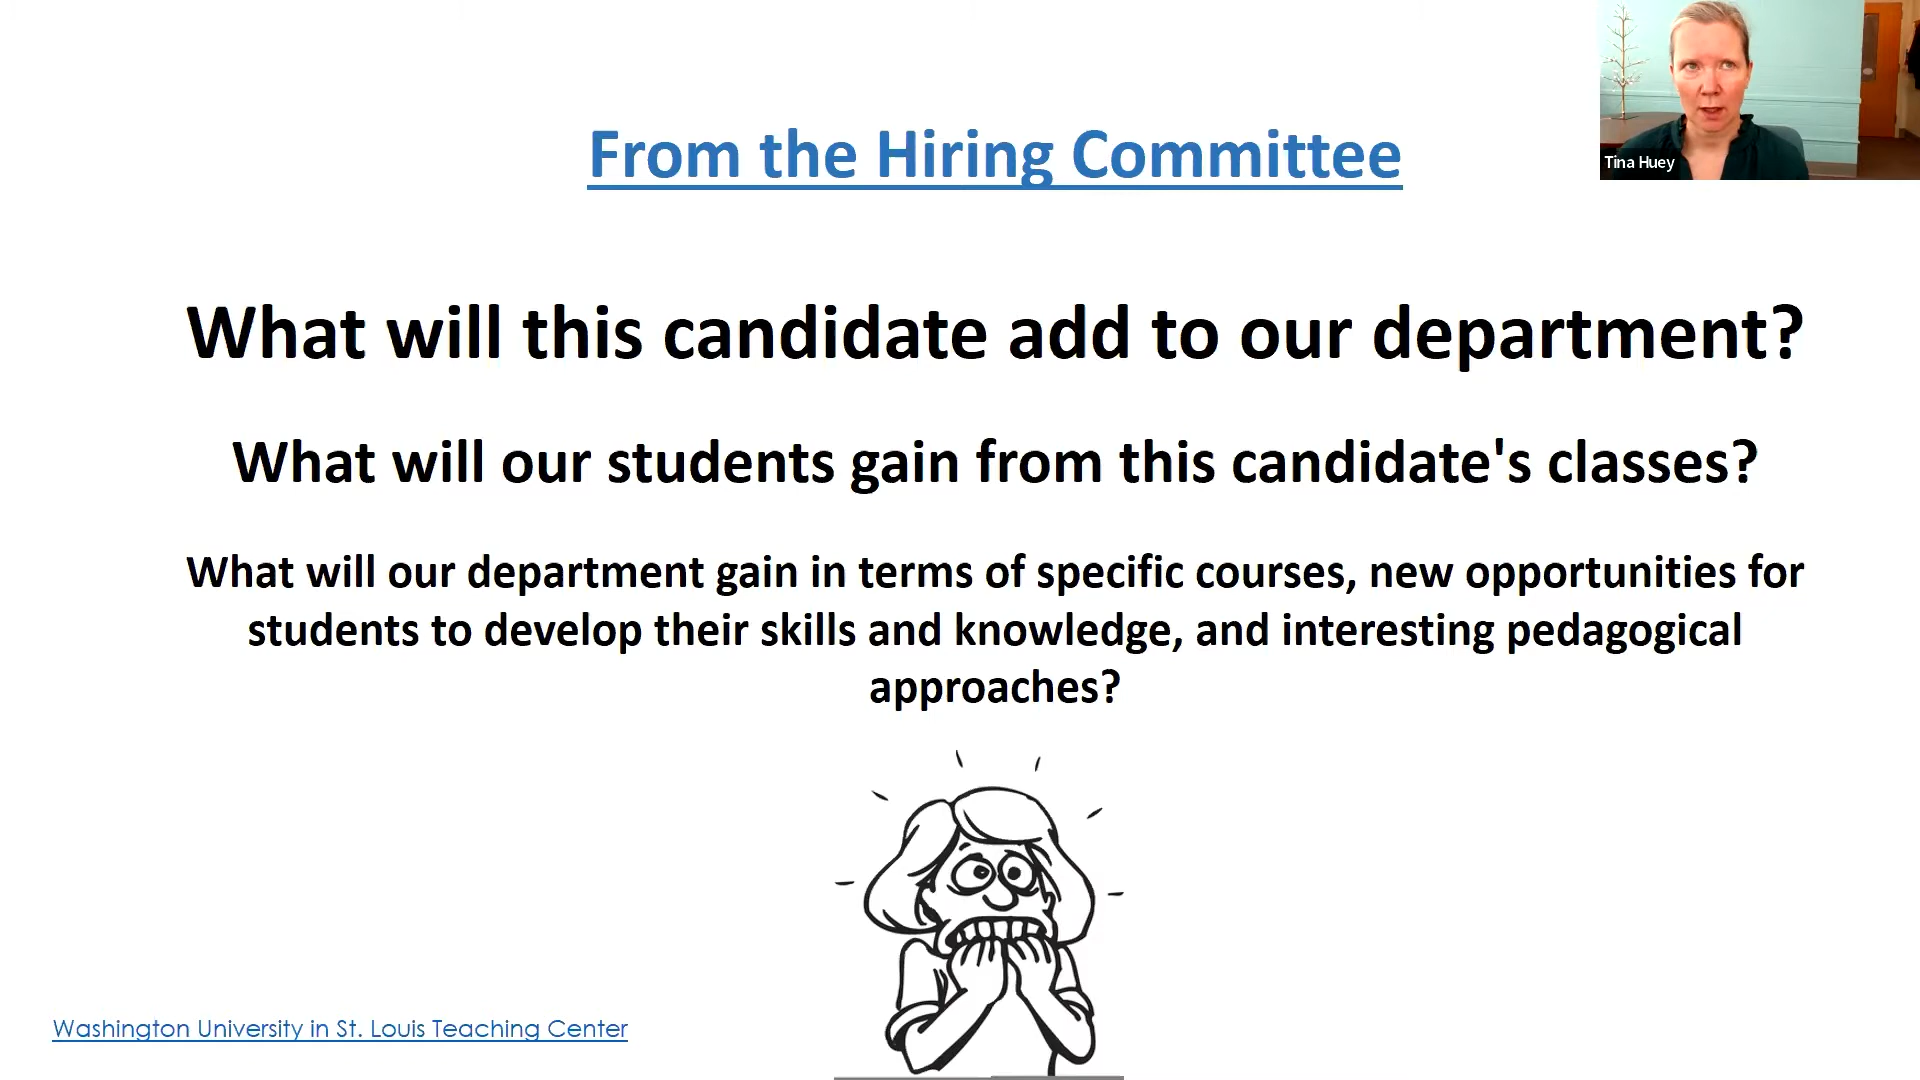 From the Hiring Committee
Tina Huey
What will this candidate add to our department?
What will our students gain from this candidate's classes?
What will our department gain in terms of specific courses, new opportunities for
students to develop their skills and knowledge, and interesting pedagogical
approaches?
Washington University in St. Louis Teaching Center